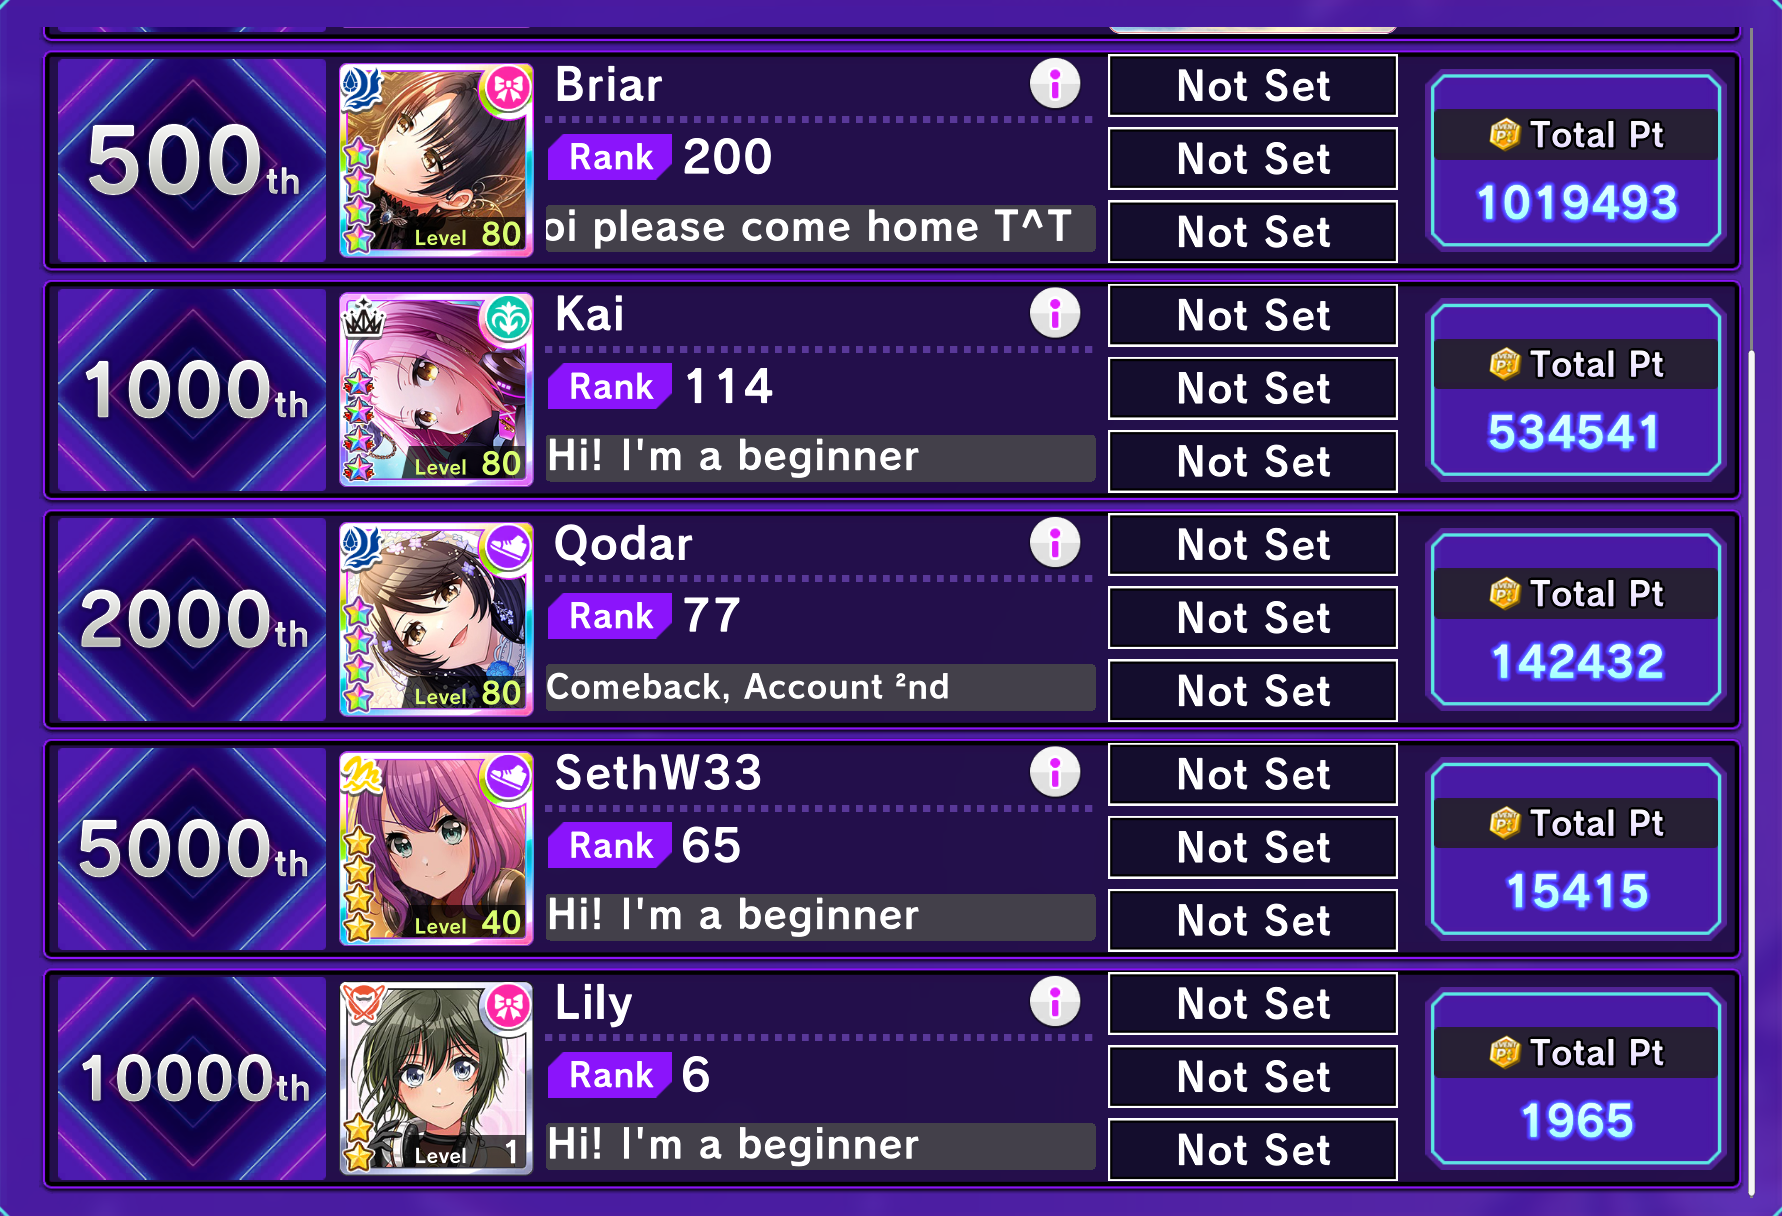 500th
Briar
Rank 200
oi please come home T^T
Level 80
Not Set
Not Set
Not Set
Total Pt
1019493
1000th
Kai
Rank 114
Hi! I'm a beginner
Level 80
Not Set
Not Set
Not Set
Total Pt
534541
2000th
Qodar
Rank 77
Comeback, Account ²nd
Level 80
Not Set
Not Set
Not Set
Total Pt
142432
5000th
SethW33
Rank 65
Hi! I'm a beginner
Level 40
Not Set
Not Set
Not Set
Total Pt
15415
10000th
Lily
Rank 6
Hi! I'm a beginner
Level 1
Not Set
Not Set
Not Set
Total Pt
1965